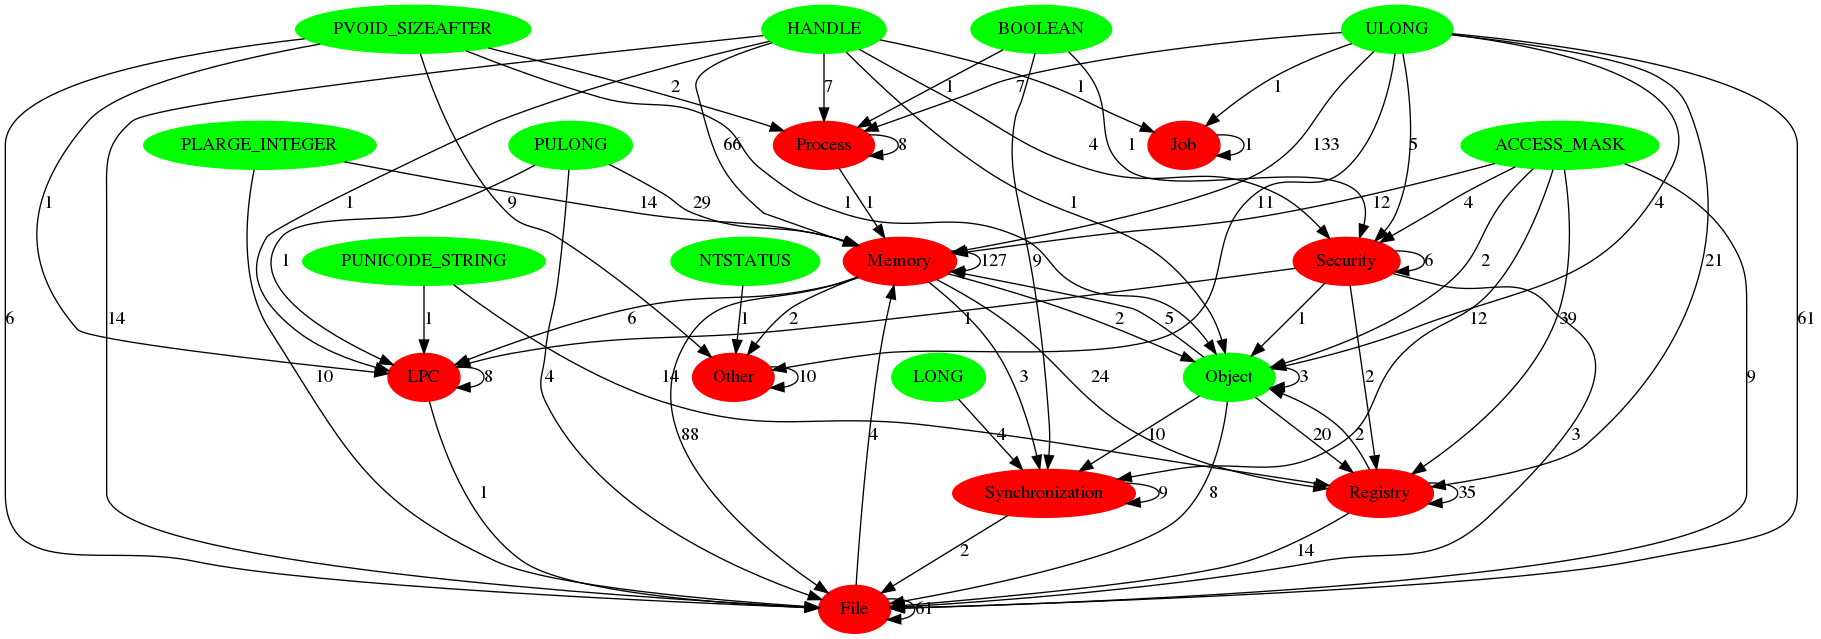 PVOID_SIZEAFTER HANDLE BOOLEAN ULONG
2 7 1 7 1 1
PLARGE_INTEGER PULONG Process 8 66 4 1 Job 1 133 5 ACCESS_MASK
1 1 14 29 9 1 1 1 11 12 4 4
PUNICODE_STRING NTSTATUS Memory 127 Security 6
1 9 2 21
6 14 1 6 1 2 3 2 5 1 1 12 39 61
LPC 8 Other 10 LONG Object 3 24 2 9
10 4 14 88 4 4 10 20 2 3
1 Synchronization 9 8 Registry 35
2 14
File 61